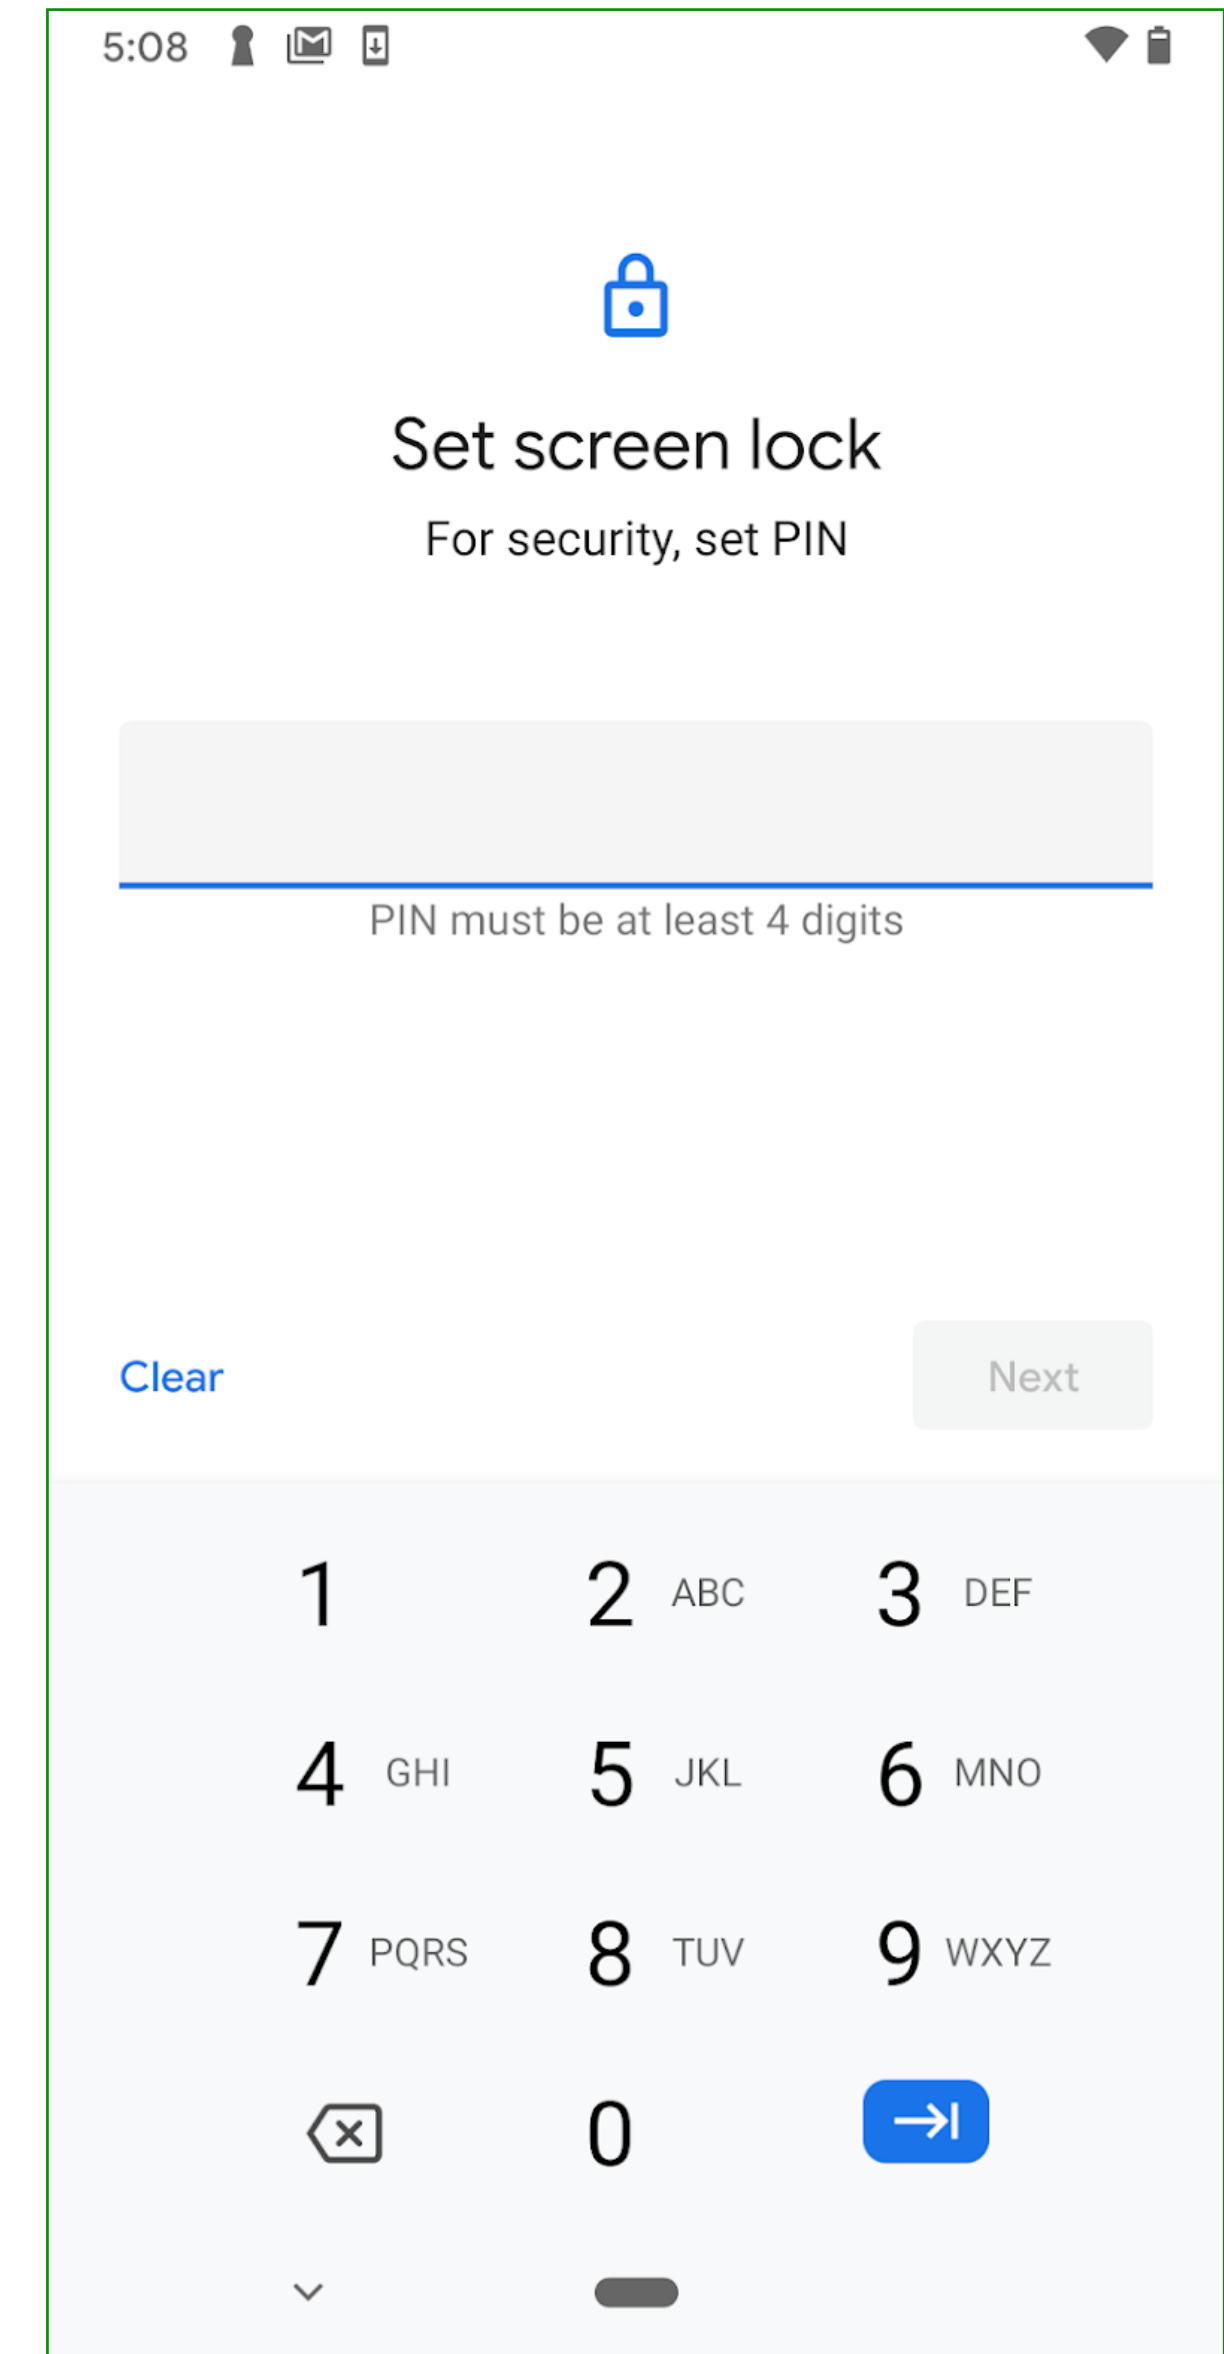 5:08
Set screen lock
For security, set PIN
PIN must be at least 4 digits
Clear Next
1 2 ABC 3 DEF
4 GHI 5 JKL 6 MNO
7 PQRS 8 TUV 9 WXYZ
0